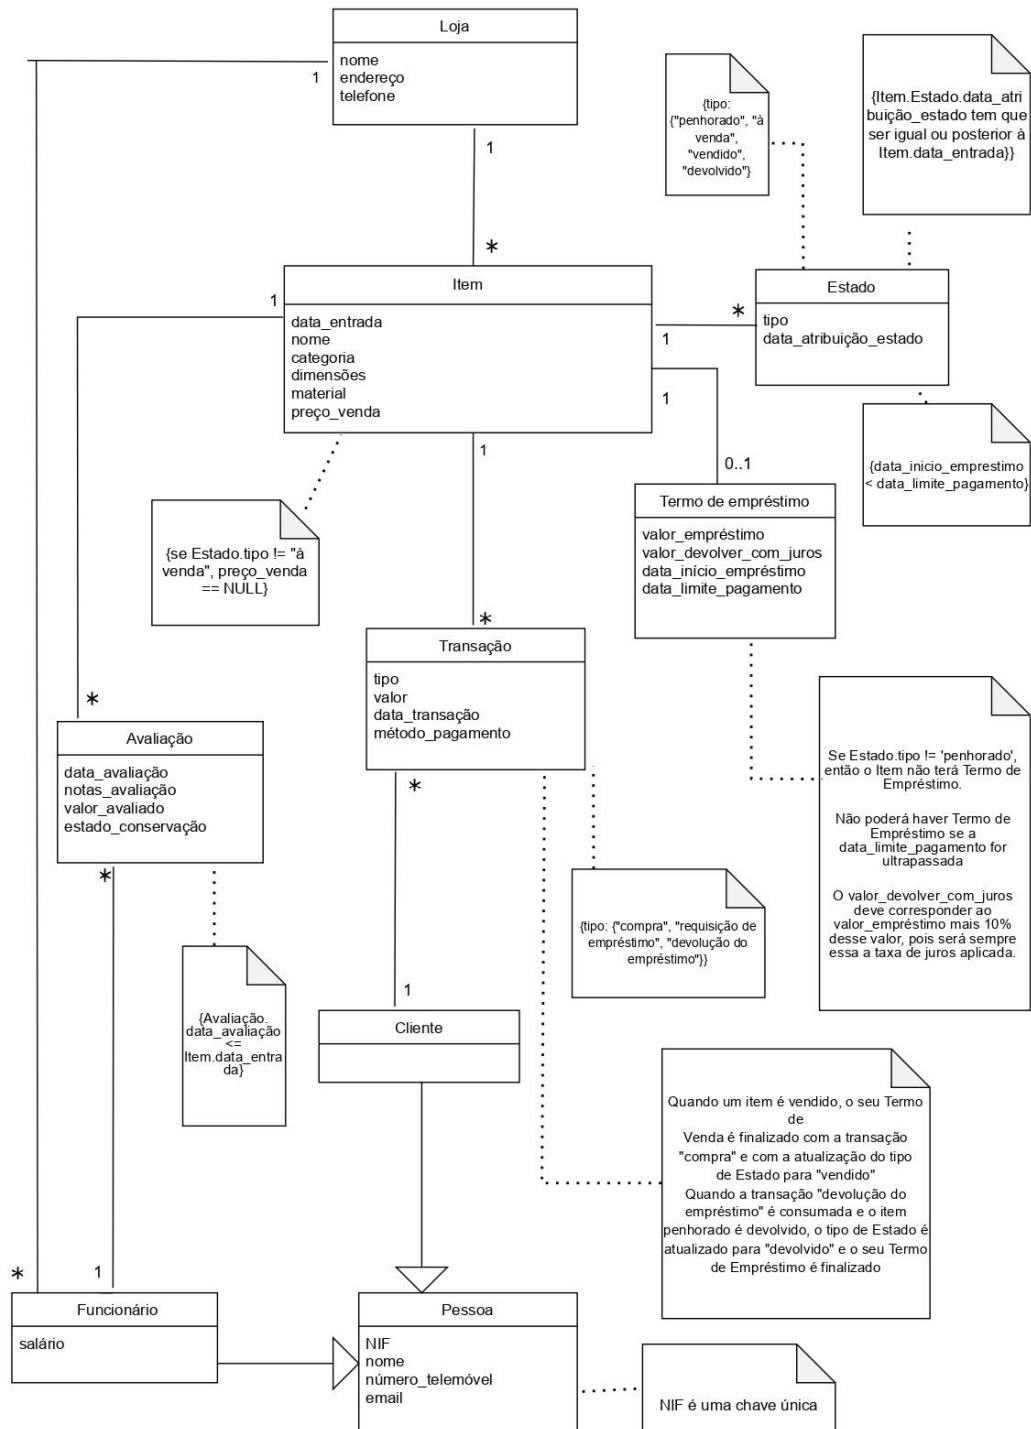 Loja
nome
endereço
telefone
1
1
*
{tipo:
{"penhorado", "à
venda",
"vendido",
"devolvido"}
{Item.Estado.data_atri
buição_estado tem que
ser igual ou posterior à
Item.data_entrada}}
Item
data_entrada
nome
categoria
dimensões
material
preço_venda
1
1
*
Estado
tipo
data_atribuição_estado
1
0..1
1
{data_inicio_emprestimo
< data_limite_pagamento}
Termo de empréstimo
valor_empréstimo
valor_devolver_com_juros
data_início_empréstimo
data_limite_pagamento
{se Estado.tipo != "à
venda", preço_venda
== NULL}
*
Transação
tipo
valor
data_transação
método_pagamento
*
*
Avaliação
data_avaliação
notas_avaliação
valor_avaliado
estado_conservação
*
Se Estado.tipo != 'penhorado',
então o Item não terá Termo de
Empréstimo.
Não poderá haver Termo de
Empréstimo se a
data_limite_pagamento for
ultrapassada
O valor_devolver_com_juros
deve corresponder ao
valor_empréstimo mais 10%
desse valor, pois será sempre
essa a taxa de juros aplicada.
{tipo: {"compra", "requisição de
empréstimo", "devolução do
empréstimo"}}
{Avaliação.
data_avaliação
<=
Item.data_entra
da}
1
Cliente
Quando um item é vendido, o seu Termo
de
Venda é finalizado com a transação
"compra" e com a atualização do tipo
de Estado para "vendido"
Quando a transação "devolução do
empréstimo" é consumada e o item
penhorado é devolvido, o tipo de Estado é
atualizado para "devolvido" e o seu Termo
de Empréstimo é finalizado
*
1
Funcionário
salário
Pessoa
NIF
nome
número_telemóvel
email
NIF é uma chave única